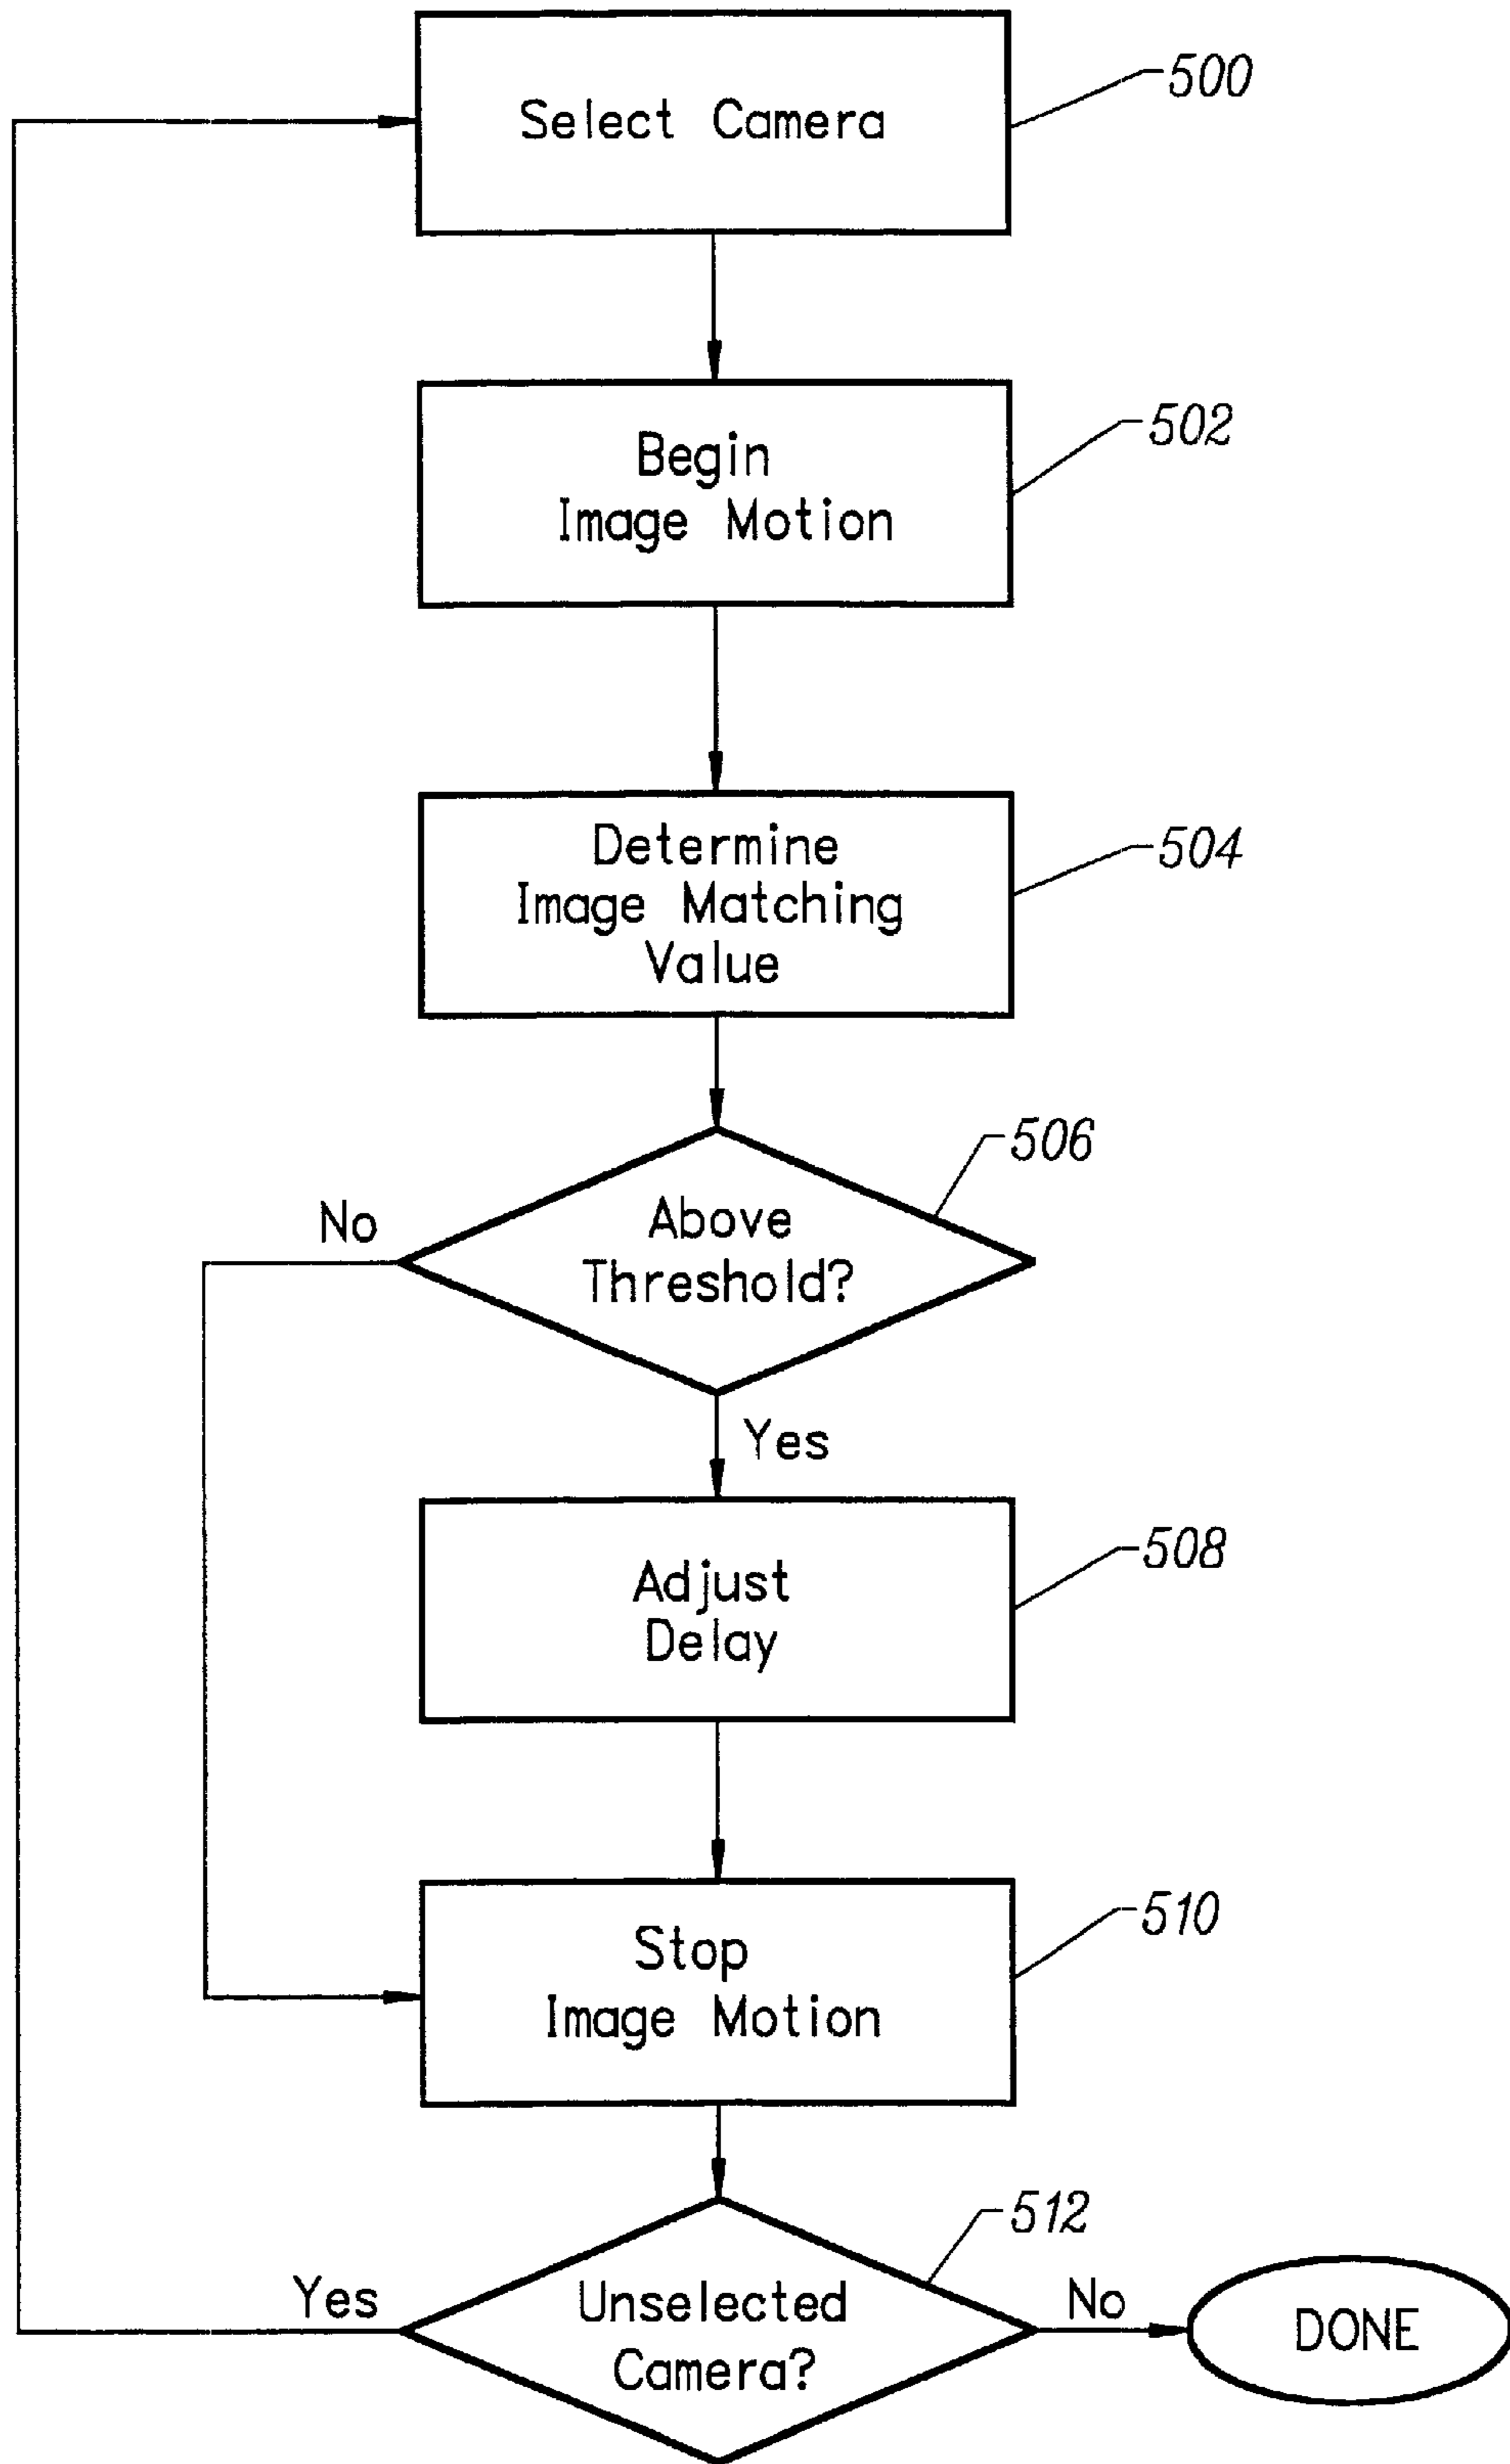 Select Camera
500
Begin
Image Motion
502
Determine
Image Matching
Value
504
Above
Threshold?
506
No
Yes
Adjust
Delay
508
Stop
Image Motion
510
Unselected
Camera?
512
Yes
No
DONE